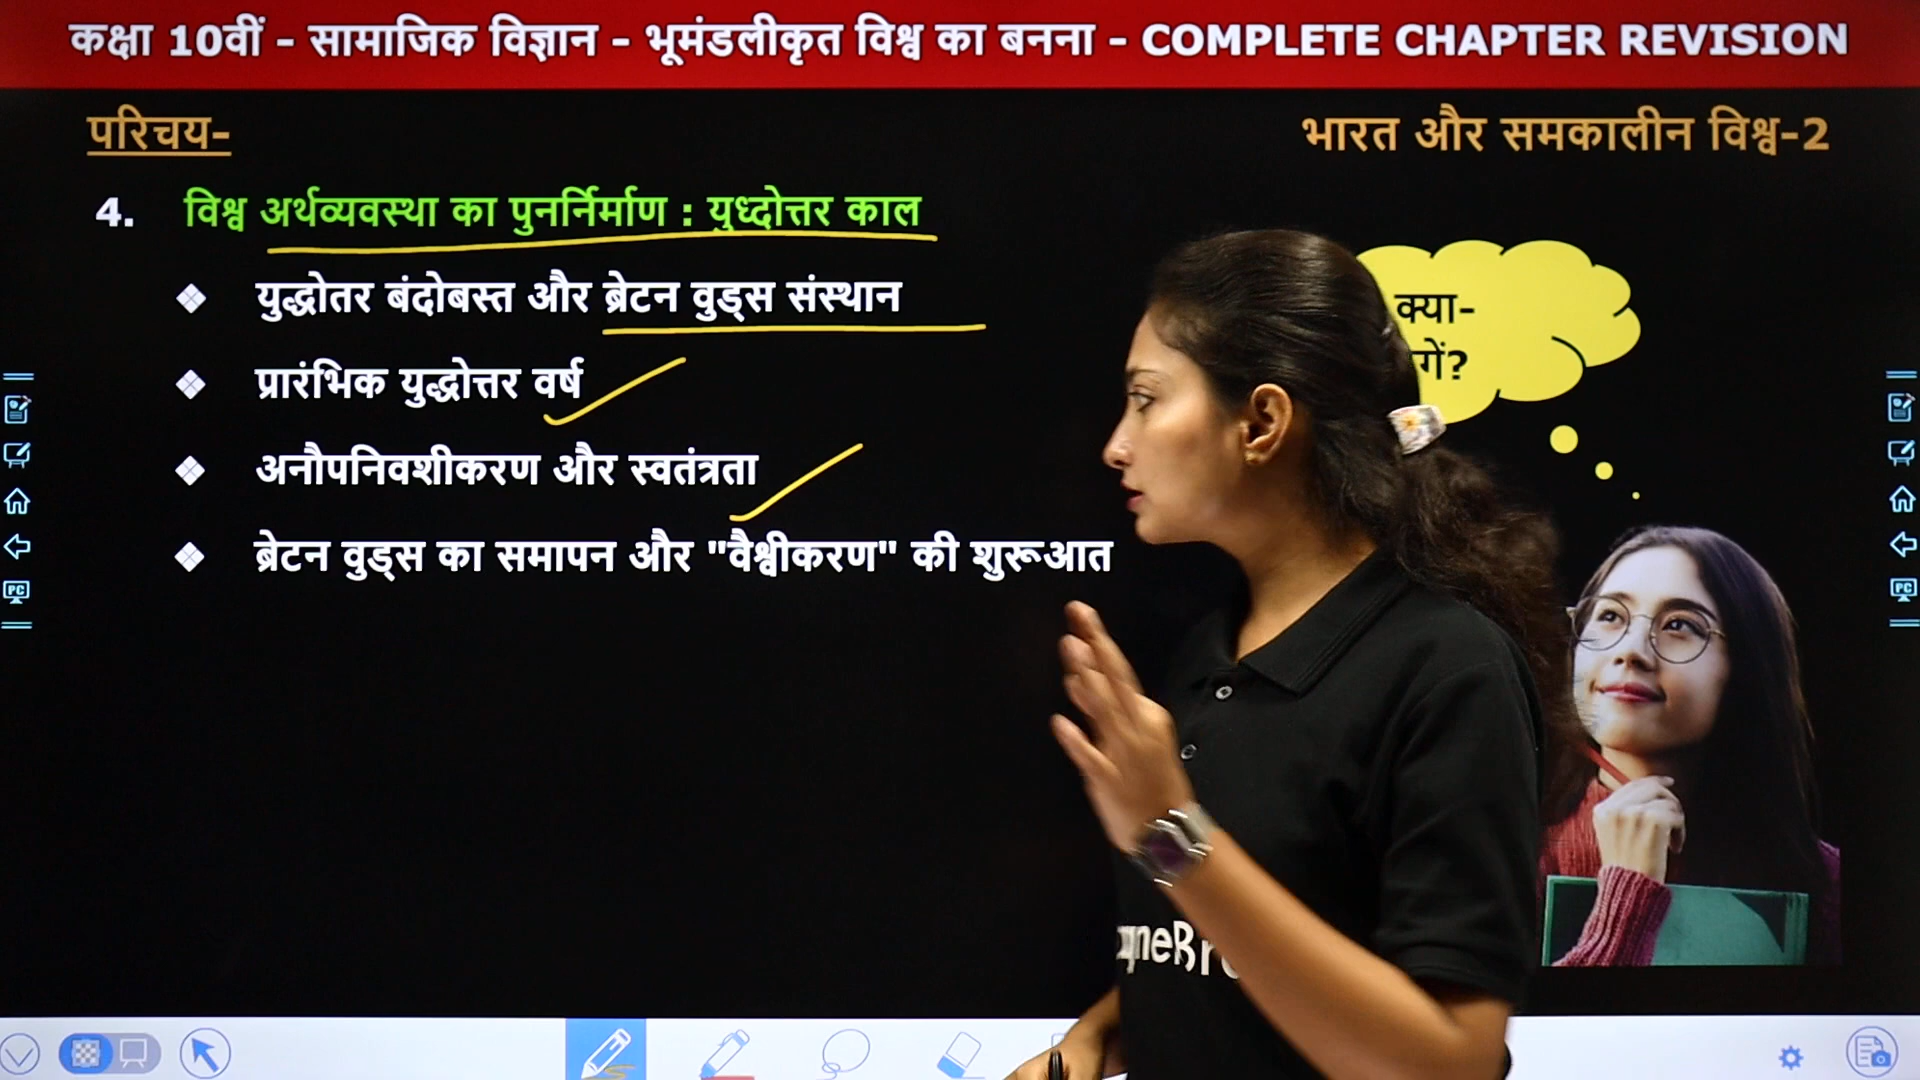 कक्षा 10वीं - सामाजिक विज्ञान - भूमंडलीकृत विश्व का बनना - COMPLETE CHAPTER REVISION
परिचय-
भारत और समकालीन विश्व-2
4. विश्व अर्थव्यवस्था का पुनर्निर्माण : युध्दोत्तर काल
❖ युद्धोतर बंदोबस्त और ब्रेटन वुड्स संस्थान
❖ प्रारंभिक युद्धोत्तर वर्ष
❖ अनौपनिवशीकरण और स्वतंत्रता
❖ ब्रेटन वुड्स का समापन और "वैश्वीकरण" की शुरूआत
क्या-
PC
PC